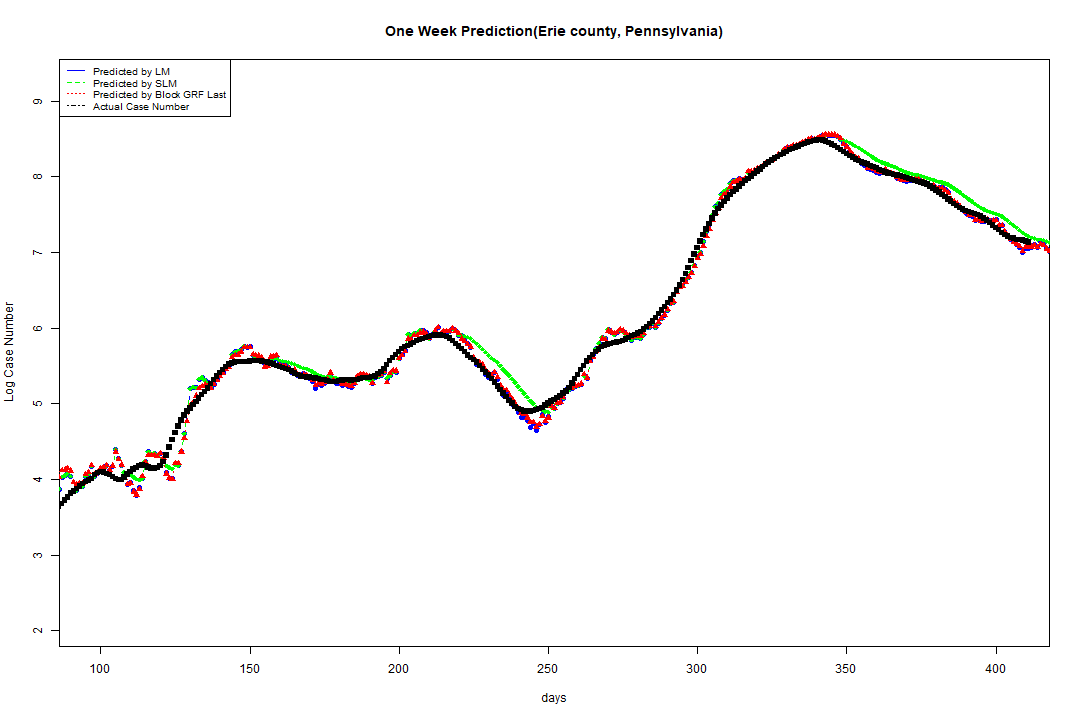 One Week Prediction(Erie county, Pennsylvania)
Predicted by LM
Predicted by SLM
Predicted by Block GRF Last
Actual Case Number
9
8
7
6
5
4
3
2
Log Case Number
100 150 200 250 300 350 400
days